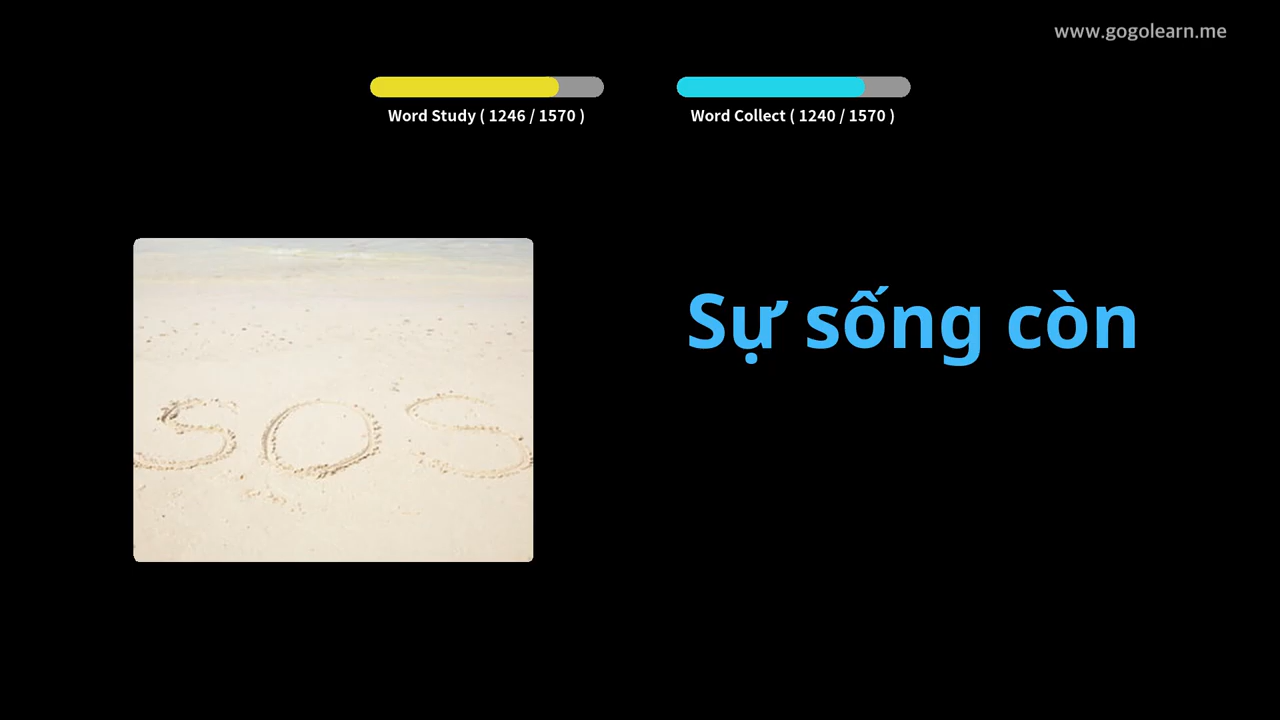 www.gogolearn.me
Word Study ( 1246 / 1570 )
Word Collect ( 1240 / 1570 )
Sự sống còn
SOS